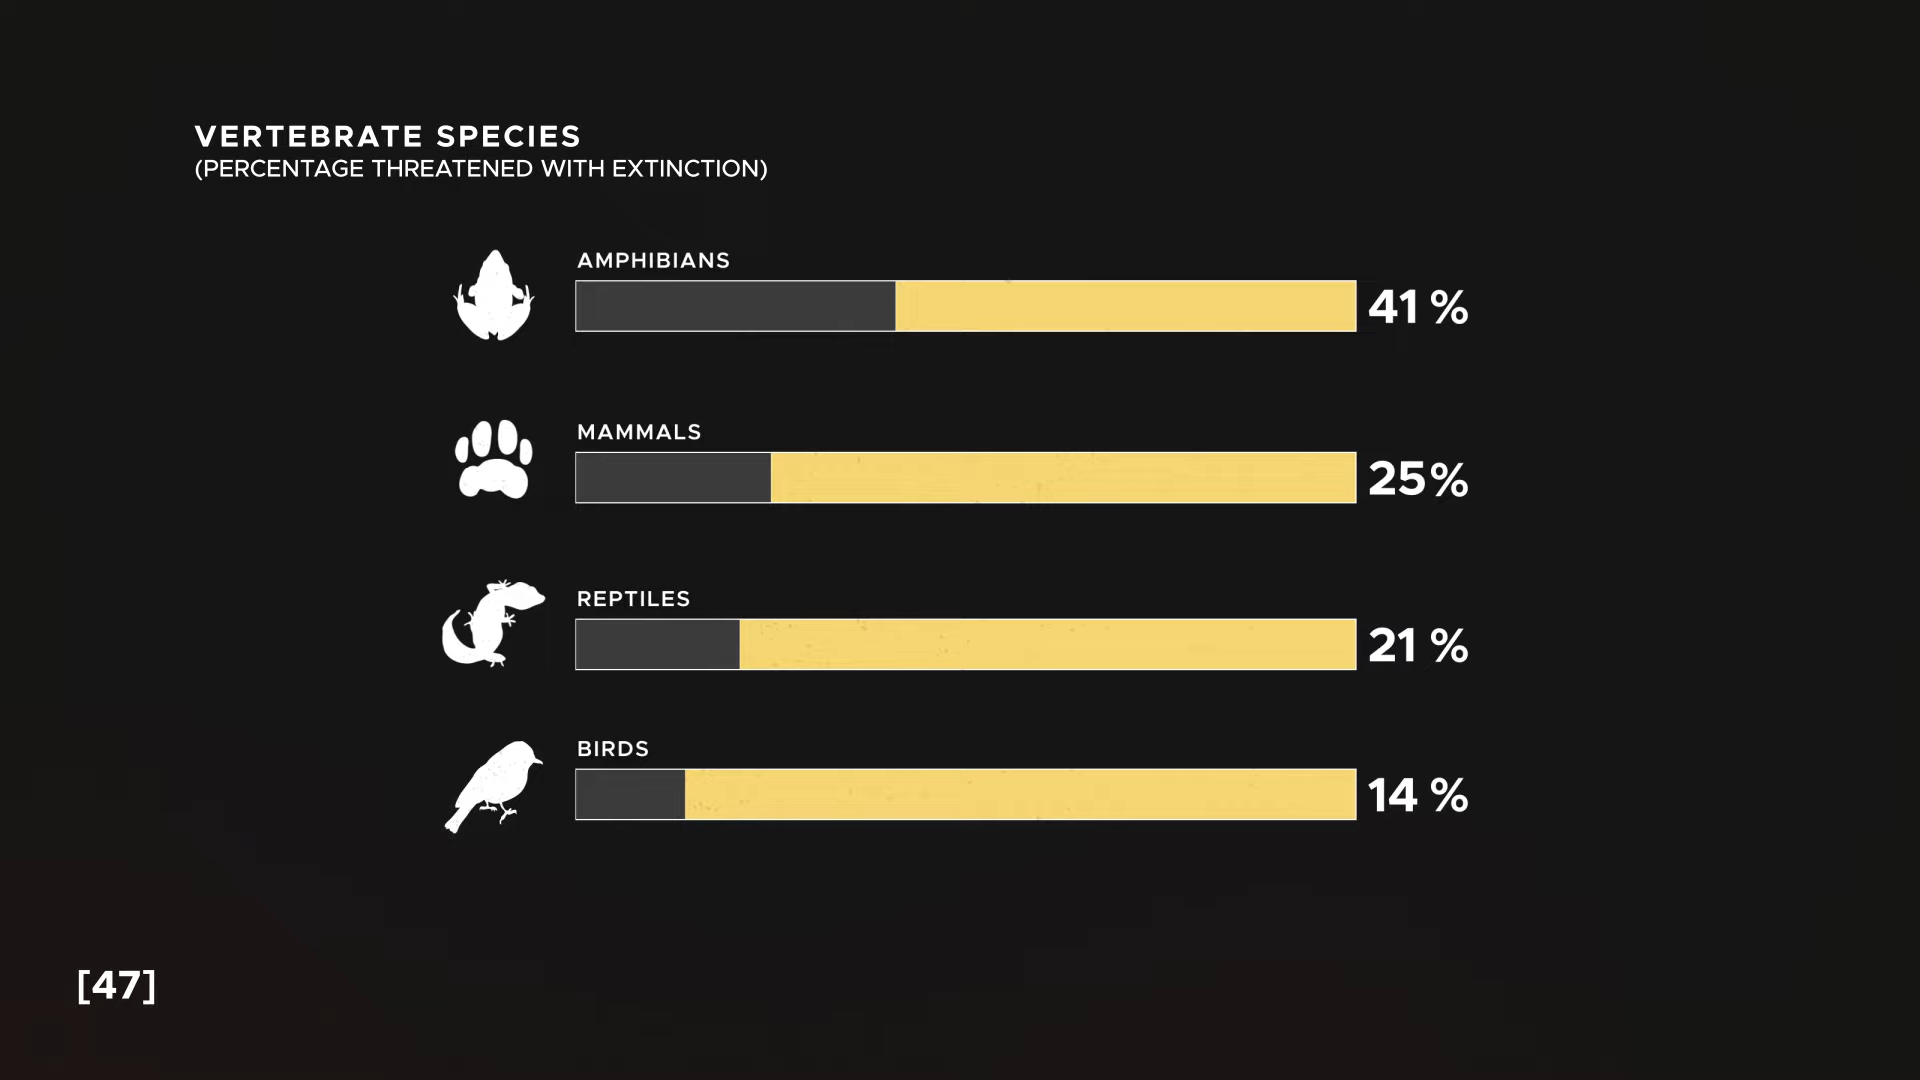 VERTEBRATE SPECIES
(PERCENTAGE THREATENED WITH EXTINCTION)
AMPHIBIANS
41 %
MAMMALS
25%
REPTILES
21 %
BIRDS
14 %
[47]